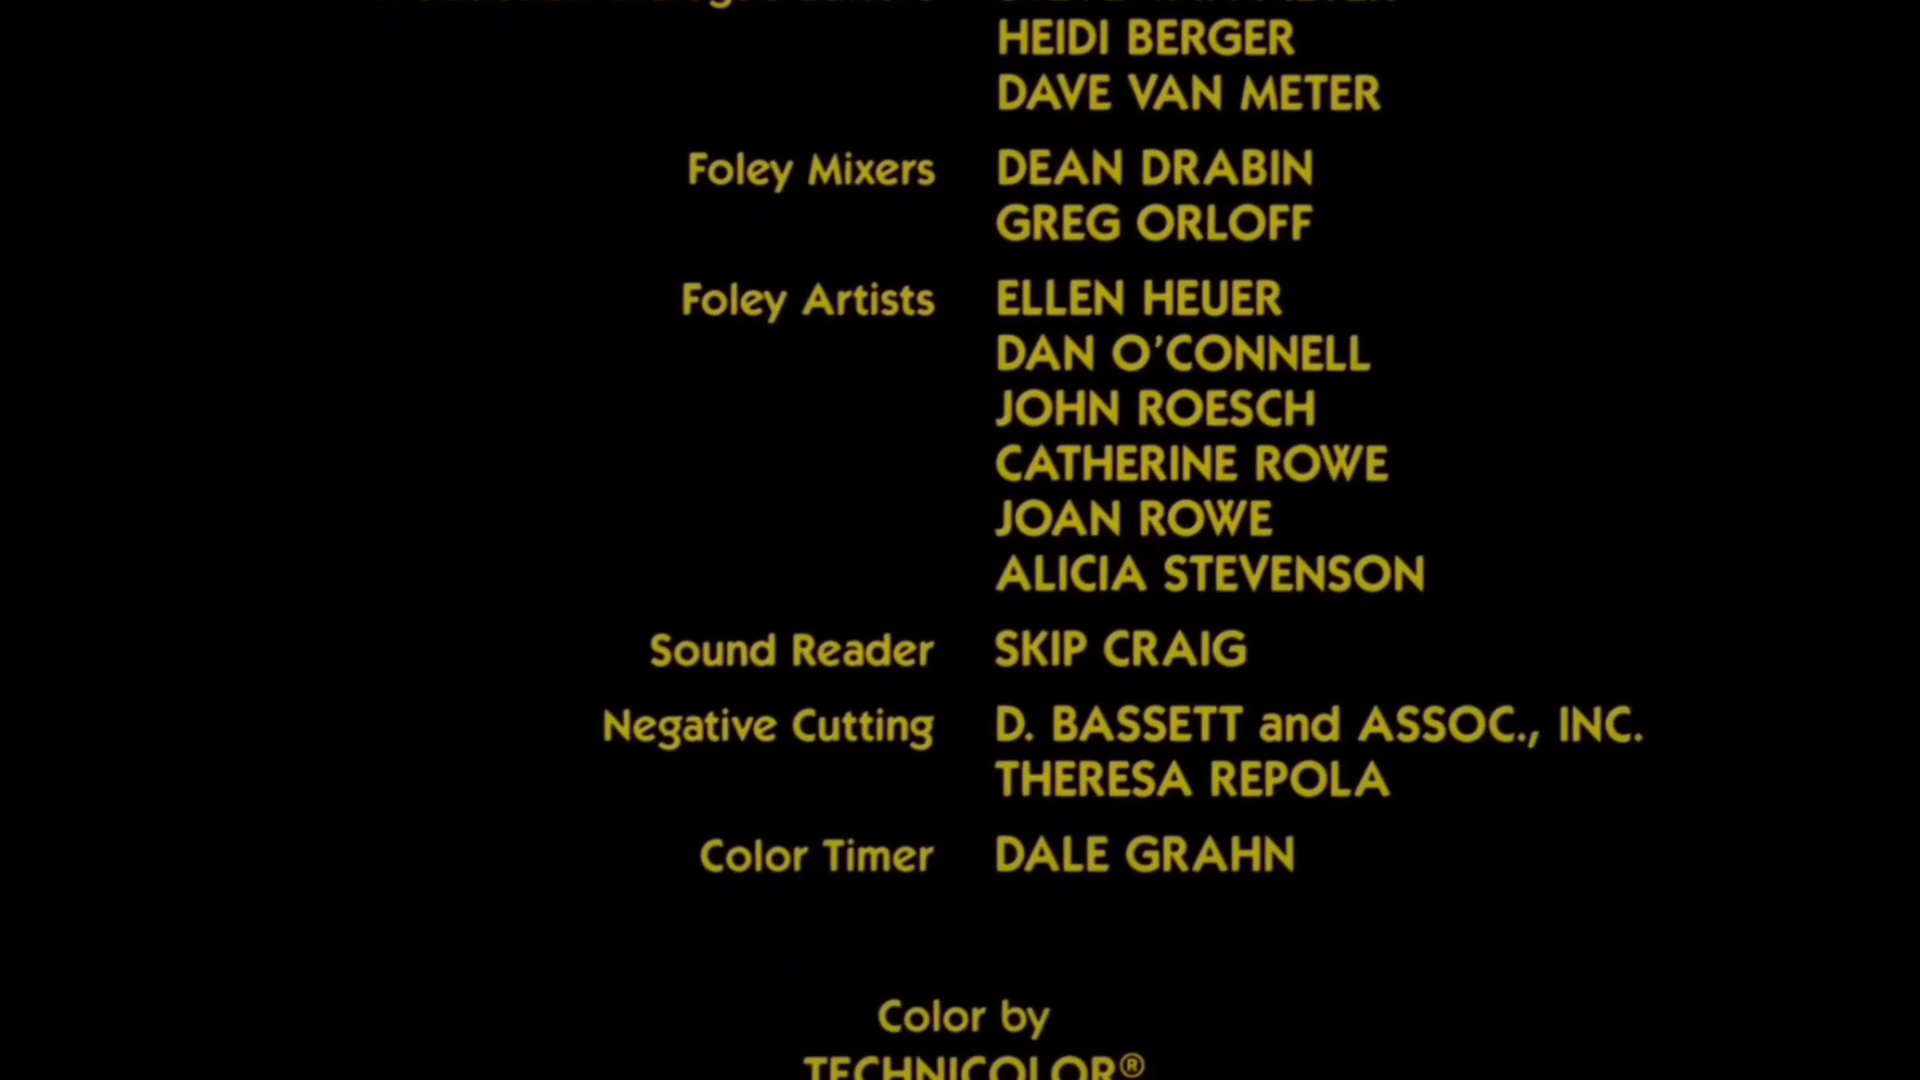 HEIDI BERGER
DAVE VAN METER
Foley Mixers DEAN DRABIN
GREG ORLOFF
Foley Artists ELLEN HEUER
DAN O'CONNELL
JOHN ROESCH
CATHERINE ROWE
JOAN ROWE
ALICIA STEVENSON
Sound Reader SKIP CRAIG
Negative Cutting D. BASSETT and ASSOC., INC.
THERESA REPOLA
Color Timer DALE GRAHN
Color by
TECHNICOLOR®